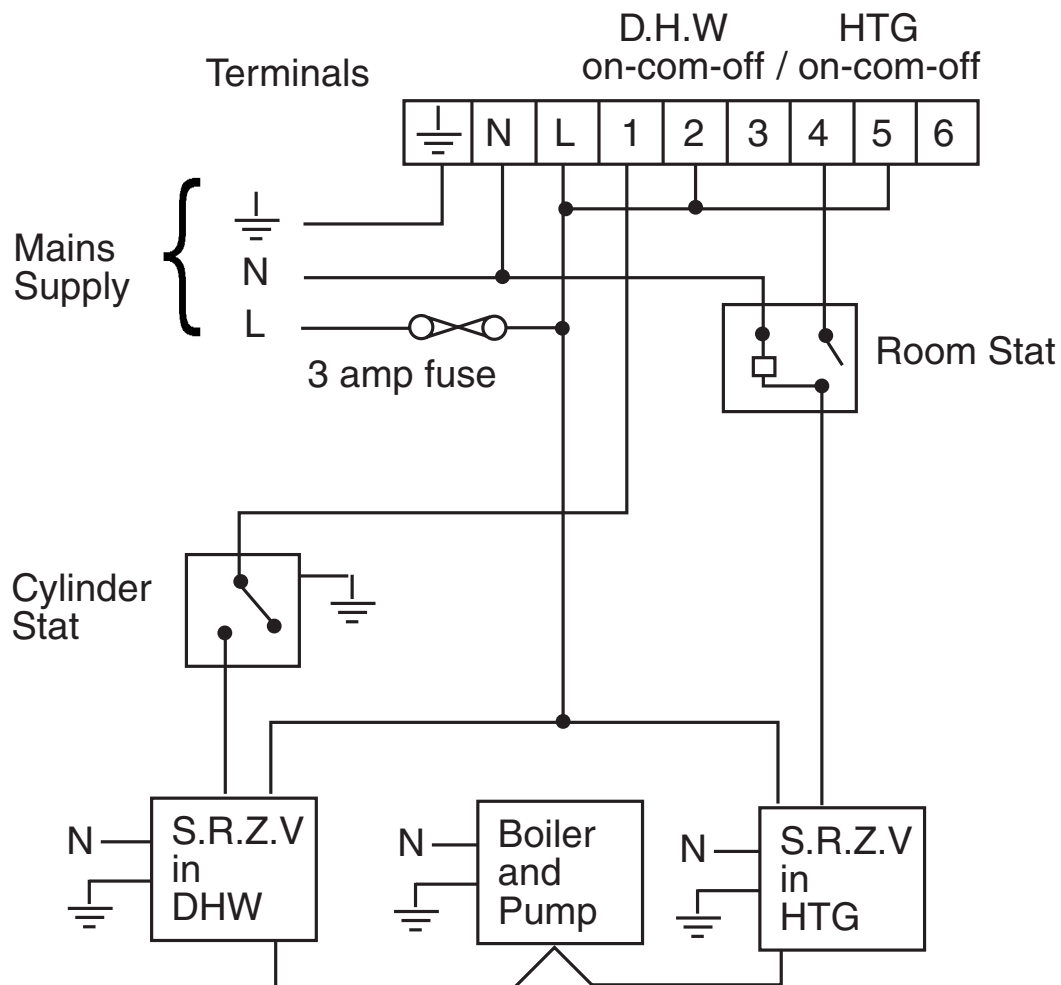 D.H.W HTG
on-com-off / on-com-off
Terminals
N L 1 2 3 4 5 6
Mains
Supply
N
L
3 amp fuse
Room Stat
Cylinder
Stat
N
S.R.Z.V
in
DHW
N
Boiler
and
Pump
N
S.R.Z.V
in
HTG